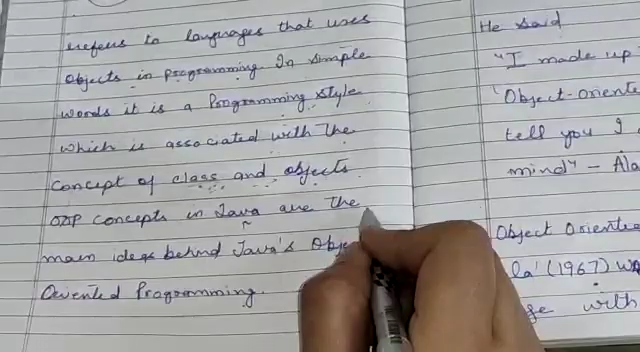 refers to languages that uses
objects in programming. In simple
words it is a Programming style
which is associated with the
concept of class and objects.
OOP concepts in Java are the
main ideas behind Java's Obje
Oriented Programming.
He said
"I made up
'Object-oriente
tell you I
mind" - Ala
Object Oriente
la' (1967) w
ge with